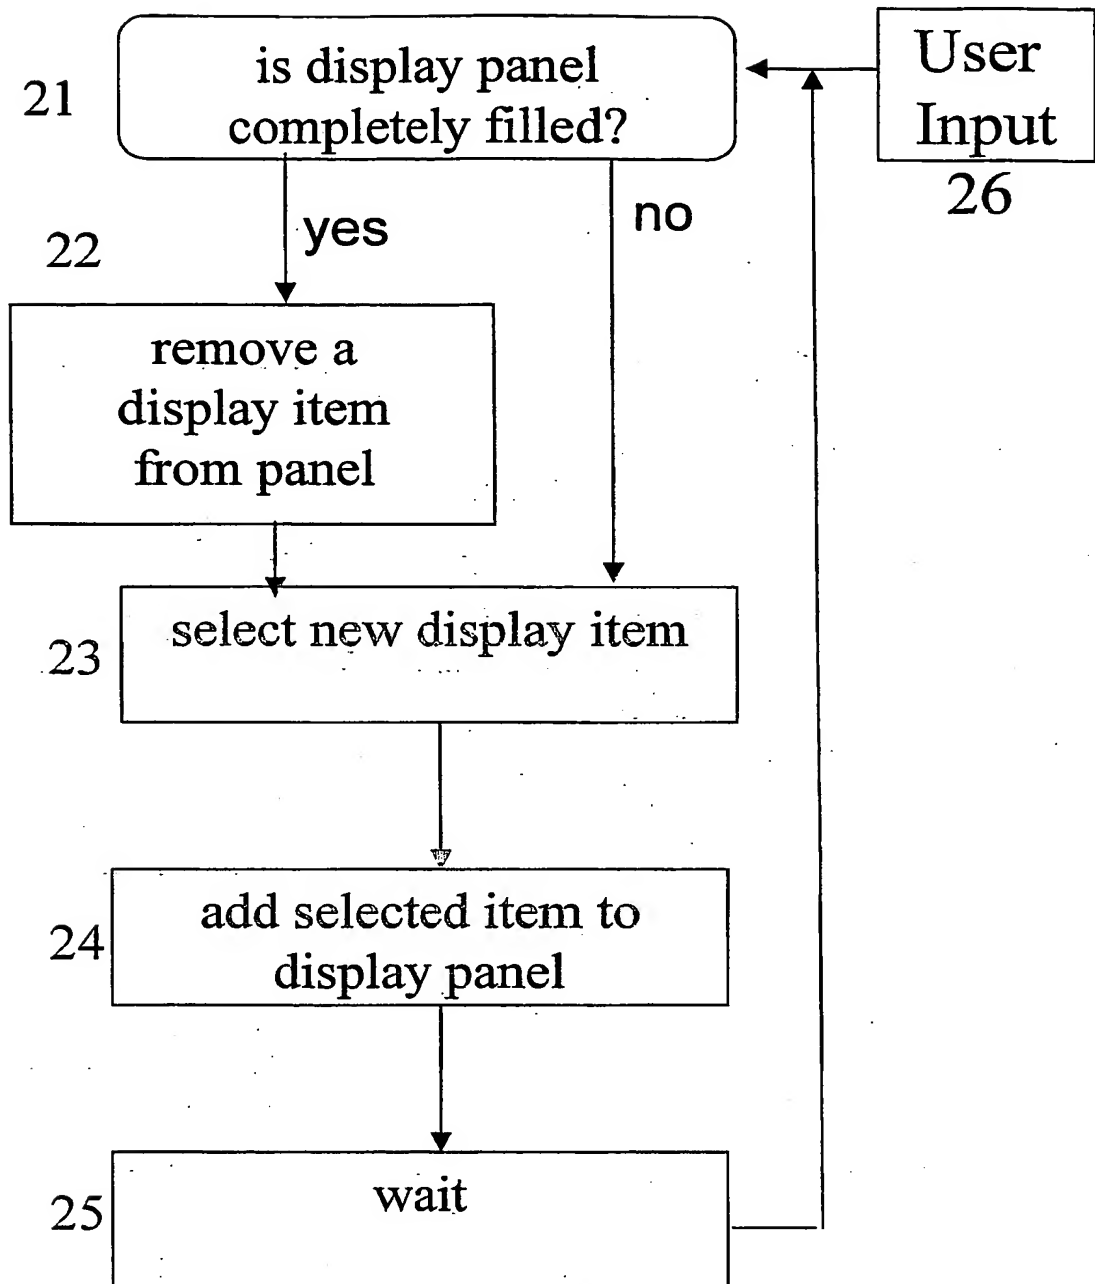 21
is display panel
completely filled?
User
Input
26
yes
no
22
remove a
display item
from panel
23
select new display item
24
add selected item to
display panel
25
wait